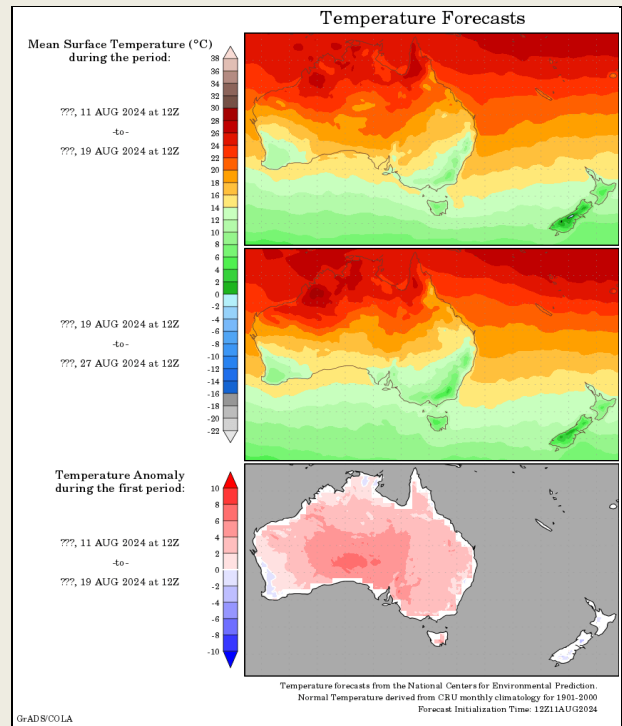 Temperature Forecasts
Mean Surface Temperature (°C)
during the period:
???, 11 AUG 2024 at 12Z
-to-
???, 19 AUG 2024 at 12Z
38
36
34
32
30
28
26
24
22
20
18
16
14
12
10
8
6
4
2
0
-2
-4
-6
-8
-10
-12
-14
-16
-18
-20
-22
???, 19 AUG 2024 at 12Z
-to-
???, 27 AUG 2024 at 12Z
Temperature Anomaly
during the first period:
???, 11 AUG 2024 at 12Z
-to-
???, 19 AUG 2024 at 12Z
10
8
6
4
2
0
-2
-4
-6
-8
-10
Temperature forecasts from the National Centers for Environmental Prediction.
Normal Temperature derived from CRU monthly climatology for 1901-2000
Forecast Initialization Time: 12Z11AUG2024
GrADS/COLA